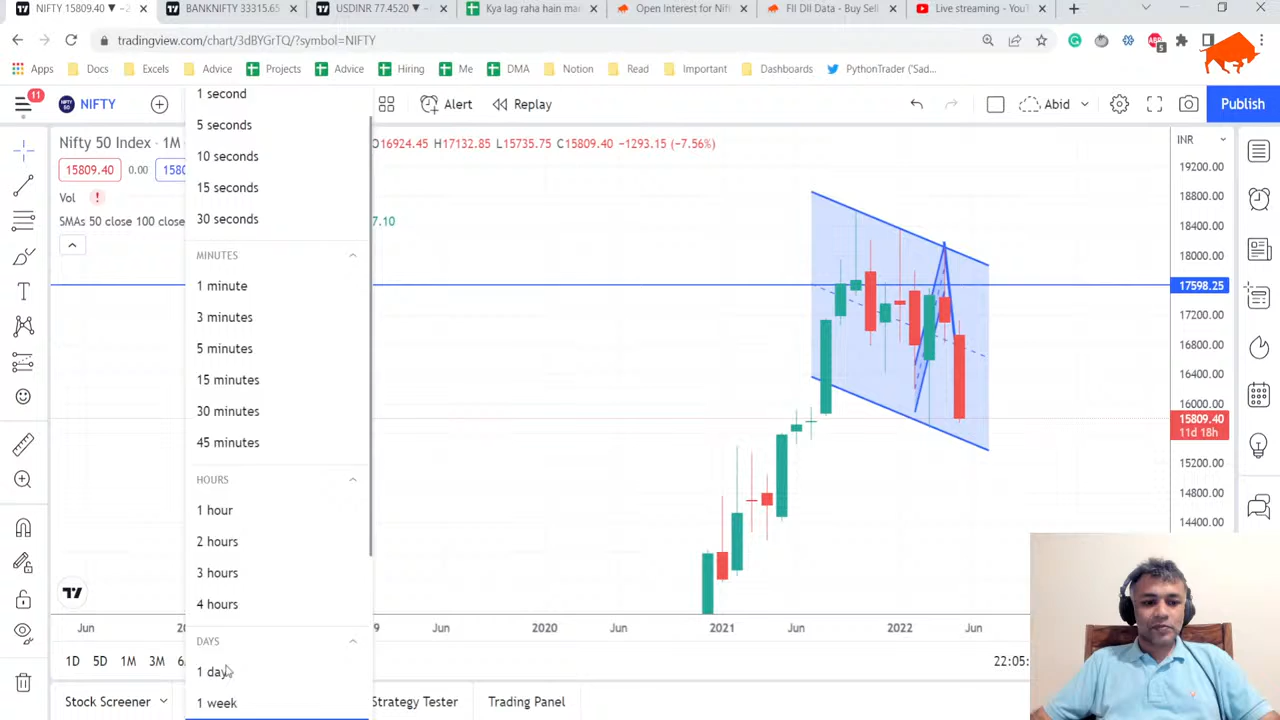 NIFTY 15809.40 ▼ −2
BANKNIFTY 33315.65
USDINR 77.4520 ▼
Kya lag raha hain ma
Open Interest for N
FII DII Data - Buy Sell
Live streaming - YouT
tradingview.com/chart/3dBYGrTQ/?symbol=NIFTY
Apps
Docs
Excels
Advice
Projects
Advice
Hiring
Me
DMA
Notion
Read
Important
Dashboards
PythonTrader ('Sad...
11
NIFTY
Alert
Replay
Abid
Publish
Nifty 50 Index · 1M
O16924.45 H17132.85 L15735.75 C15809.40 −1293.15 (−7.56%)
INR
15809.40
0.00
1580
Vol
SMAs 50 close 100 close
7.10
1 second
5 seconds
10 seconds
15 seconds
30 seconds
MINUTES
1 minute
3 minutes
5 minutes
15 minutes
30 minutes
45 minutes
HOURS
1 hour
2 hours
3 hours
4 hours
DAYS
1 day
1 week
19200.00
18800.00
18400.00
18000.00
17598.25
17200.00
16800.00
16400.00
16000.00
15809.40
11d 18h
15200.00
14800.00
14400.00
Jun
Jun
2020
Jun
2021
Jun
2022
Jun
1D
5D
1M
3M
22:05:
Stock Screener
Strategy Tester
Trading Panel